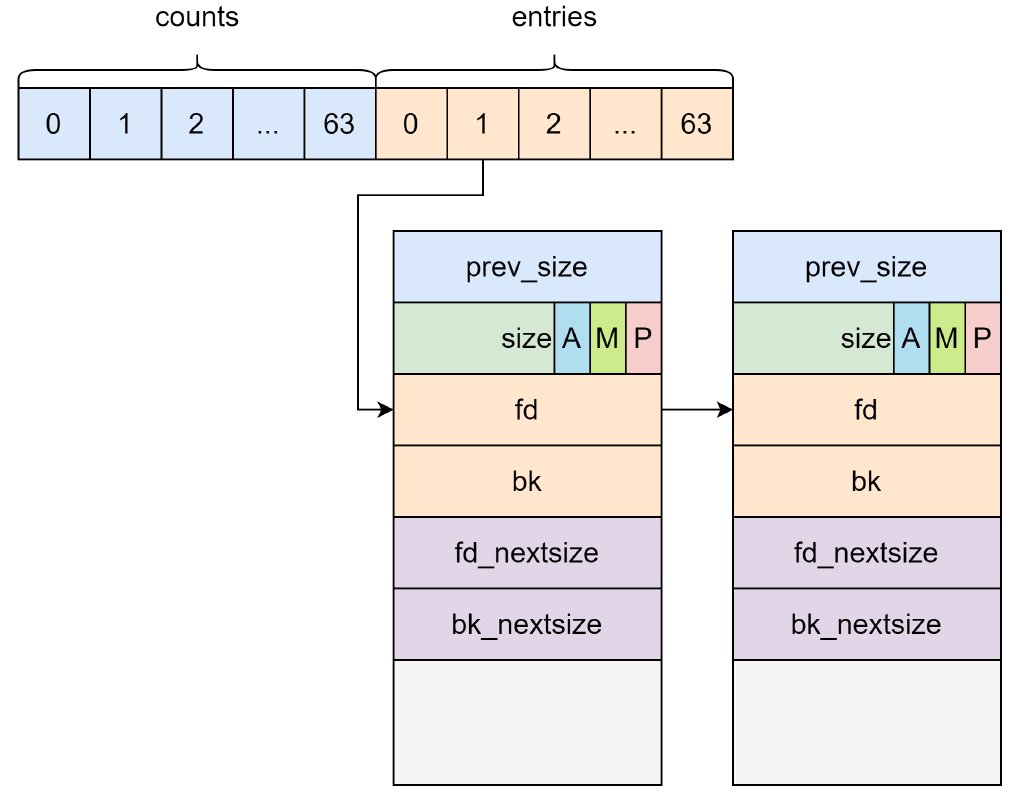 counts entries
0 1 2 ... 63 0 1 2 ... 63
prev_size prev_size
size A M P size A M P
fd fd
bk bk
fd_nextsize fd_nextsize
bk_nextsize bk_nextsize